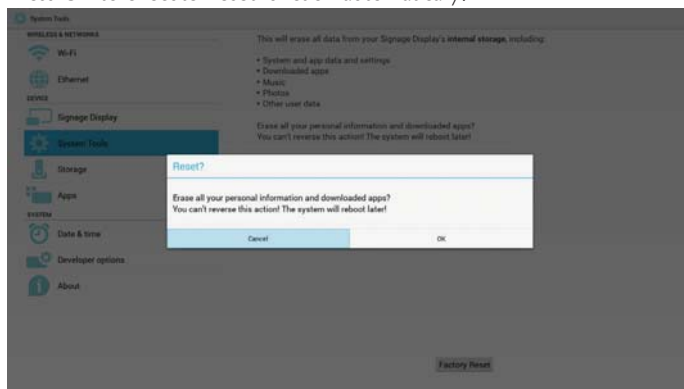 System Tools
WIRELESS & NETWORKS
Wi-Fi
Ethernet
DEVICE
Signage Display
System Tools
Storage
Apps
SYSTEM
Date & time
Developer options
About
This will erase all data from your Signage Display's internal storage, including:
• System and app data and settings
• Downloaded apps
• Music
• Photos
• Other user data
Erase all your personal information and downloaded apps?
You can't reverse this action! The system will reboot later!
Reset?
Erase all your personal information and downloaded apps?
You can't reverse this action! The system will reboot later!
Cancel
OK
Factory Reset